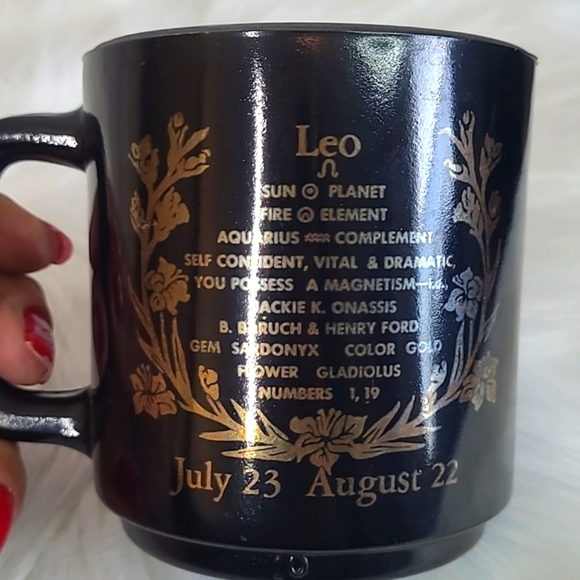 Leo
♌
SUN ☉ PLANET
FIRE ♌ ELEMENT
AQUARIUS ♒ COMPLEMENT
SELF CONFIDENT, VITAL & DRAMATIC,
YOU POSSESS A MAGNETISM—i.e.,
JACKIE K. ONASSIS
B. BARUCH & HENRY FORD
GEM SARDONYX COLOR GOLD
FLOWER GLADIOLUS
NUMBERS 1, 19
July 23 August 22